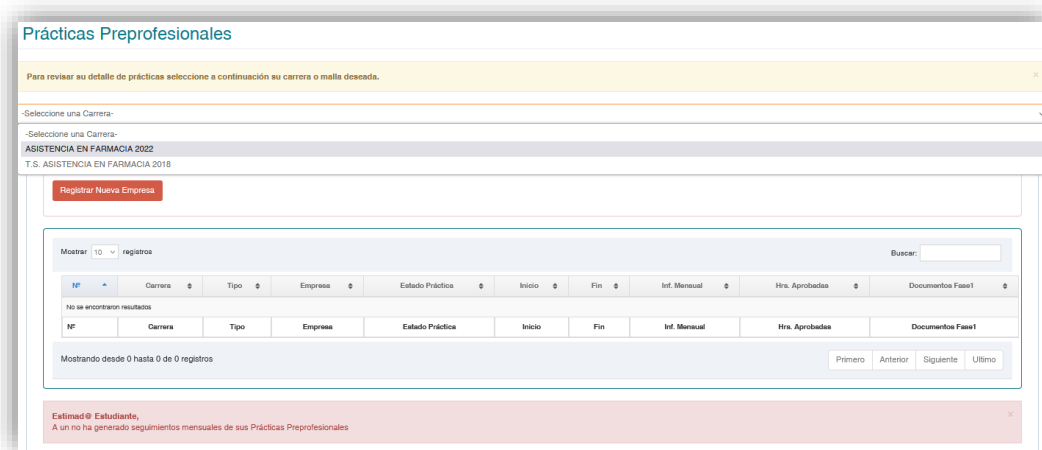 Prácticas Preprofesionales
Para revisar su detalle de prácticas seleccione a continuación su carrera o malla deseada.
×
-Seleccione una Carrera-
-Seleccione una Carrera-
ASISTENCIA EN FARMACIA 2022
T.S. ASISTENCIA EN FARMACIA 2018
Registrar Nueva Empresa
Mostrar 10 registros Buscar:
Nº Carrera Tipo Empresa Estado Práctica Inicio Fin Inf. Mensual Hrs. Aprobadas Documentos Fase1
No se encontraron resultados
Nº Carrera Tipo Empresa Estado Práctica Inicio Fin Inf. Mensual Hrs. Aprobadas Documentos Fase1
Mostrando desde 0 hasta 0 de 0 registros Primero Anterior Siguiente Ultimo
Estimad@ Estudiante, ×
A un no ha generado seguimientos mensuales de sus Prácticas Preprofesionales